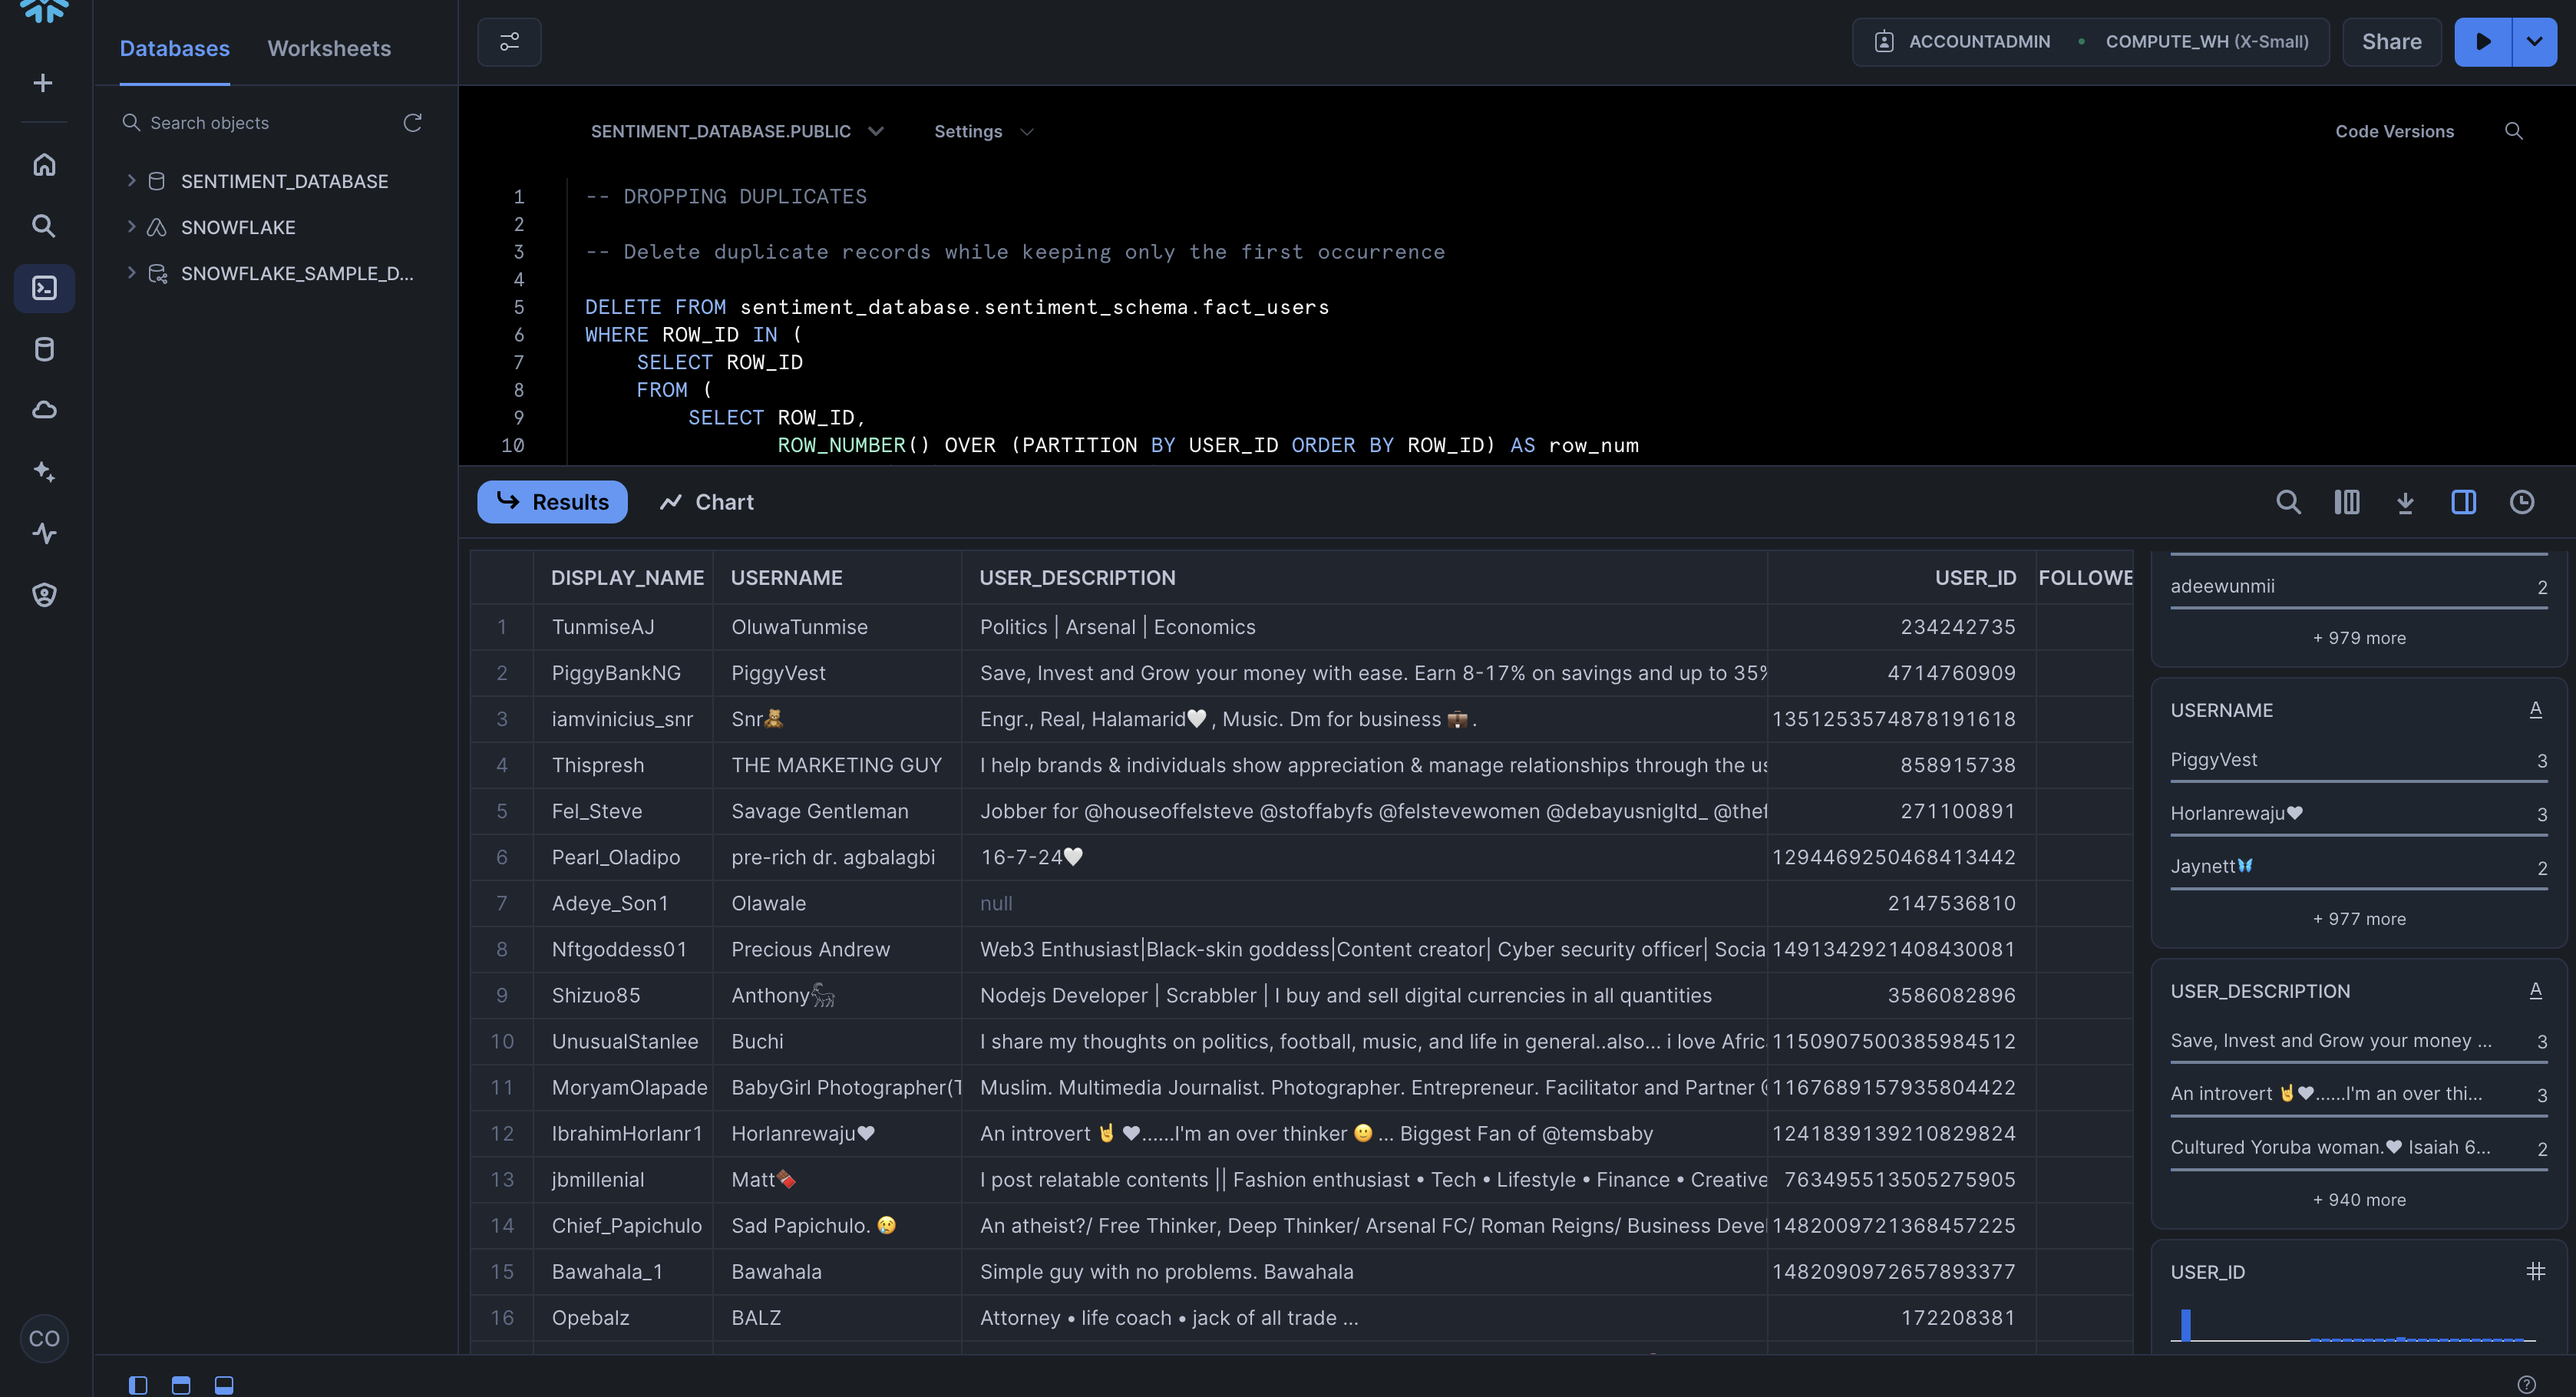 Databases
Worksheets
ACCOUNTADMIN
COMPUTE_WH (X-Small)
Share
Search objects
SENTIMENT_DATABASE
SNOWFLAKE
SNOWFLAKE_SAMPLE_D...
CO
SENTIMENT_DATABASE.PUBLIC
Settings
Code Versions
1 -- DROPPING DUPLICATES
2
3 -- Delete duplicate records while keeping only the first occurrence
4
5 DELETE FROM sentiment_database.sentiment_schema.fact_users
6 WHERE ROW_ID IN (
7 SELECT ROW_ID
8 FROM (
9 SELECT ROW_ID,
10 ROW_NUMBER() OVER (PARTITION BY USER_ID ORDER BY ROW_ID) AS row_num
Results
Chart
DISPLAY_NAME USERNAME USER_DESCRIPTION USER_ID FOLLOWE
1 TunmiseAJ OluwaTunmise Politics | Arsenal | Economics 234242735
2 PiggyBankNG PiggyVest Save, Invest and Grow your money with ease. Earn 8-17% on savings and up to 35% 4714760909
3 iamvinicius_snr Snr🧸 Engr., Real, Halamarid🤍, Music. Dm for business 💼. 1351253574878191618
4 Thispresh THE MARKETING GUY I help brands & individuals show appreciation & manage relationships through the us 858915738
5 Fel_Steve Savage Gentleman Jobber for @houseoffelsteve @stoffabyfs @felstevewomen @debayusnigltd_ @thef 271100891
6 Pearl_Oladipo pre-rich dr. agbalagbi 16-7-24🤍 1294469250468413442
7 Adeye_Son1 Olawale null 2147536810
8 Nftgoddess01 Precious Andrew Web3 Enthusiast|Black-skin goddess|Content creator| Cyber security officer| Socia 1491342921408430081
9 Shizuo85 Anthony𓃵 Nodejs Developer | Scrabbler | I buy and sell digital currencies in all quantities 3586082896
10 UnusualStanlee Buchi I share my thoughts on politics, football, music, and life in general..also... i love Afric 1150907500385984512
11 MoryamOlapade BabyGirl Photographer(T Muslim. Multimedia Journalist. Photographer. Entrepreneur. Facilitator and Partner @ 1167689157935804422
12 IbrahimHorlanr1 Horlanrewaju❤ An introvert 🤘❤......I'm an over thinker 🙂... Biggest Fan of @temsbaby 1241839139210829824
13 jbmillenial Matt🍫 I post relatable contents || Fashion enthusiast • Tech • Lifestyle • Finance • Creative 763495513505275905
14 Chief_Papichulo Sad Papichulo. 😢 An atheist?/ Free Thinker, Deep Thinker/ Arsenal FC/ Roman Reigns/ Business Devel 1482009721368457225
15 Bawahala_1 Bawahala Simple guy with no problems. Bawahala 1482090972657893377
16 Opebalz BALZ Attorney • life coach • jack of all trade ... 172208381
adeewunmii 2
+ 979 more
USERNAME
PiggyVest 3
Horlanrewaju❤ 3
Jaynett🦋 2
+ 977 more
USER_DESCRIPTION
Save, Invest and Grow your money ... 3
An introvert 🤘❤......I'm an over thi... 3
Cultured Yoruba woman.❤ Isaiah 6... 2
+ 940 more
USER_ID